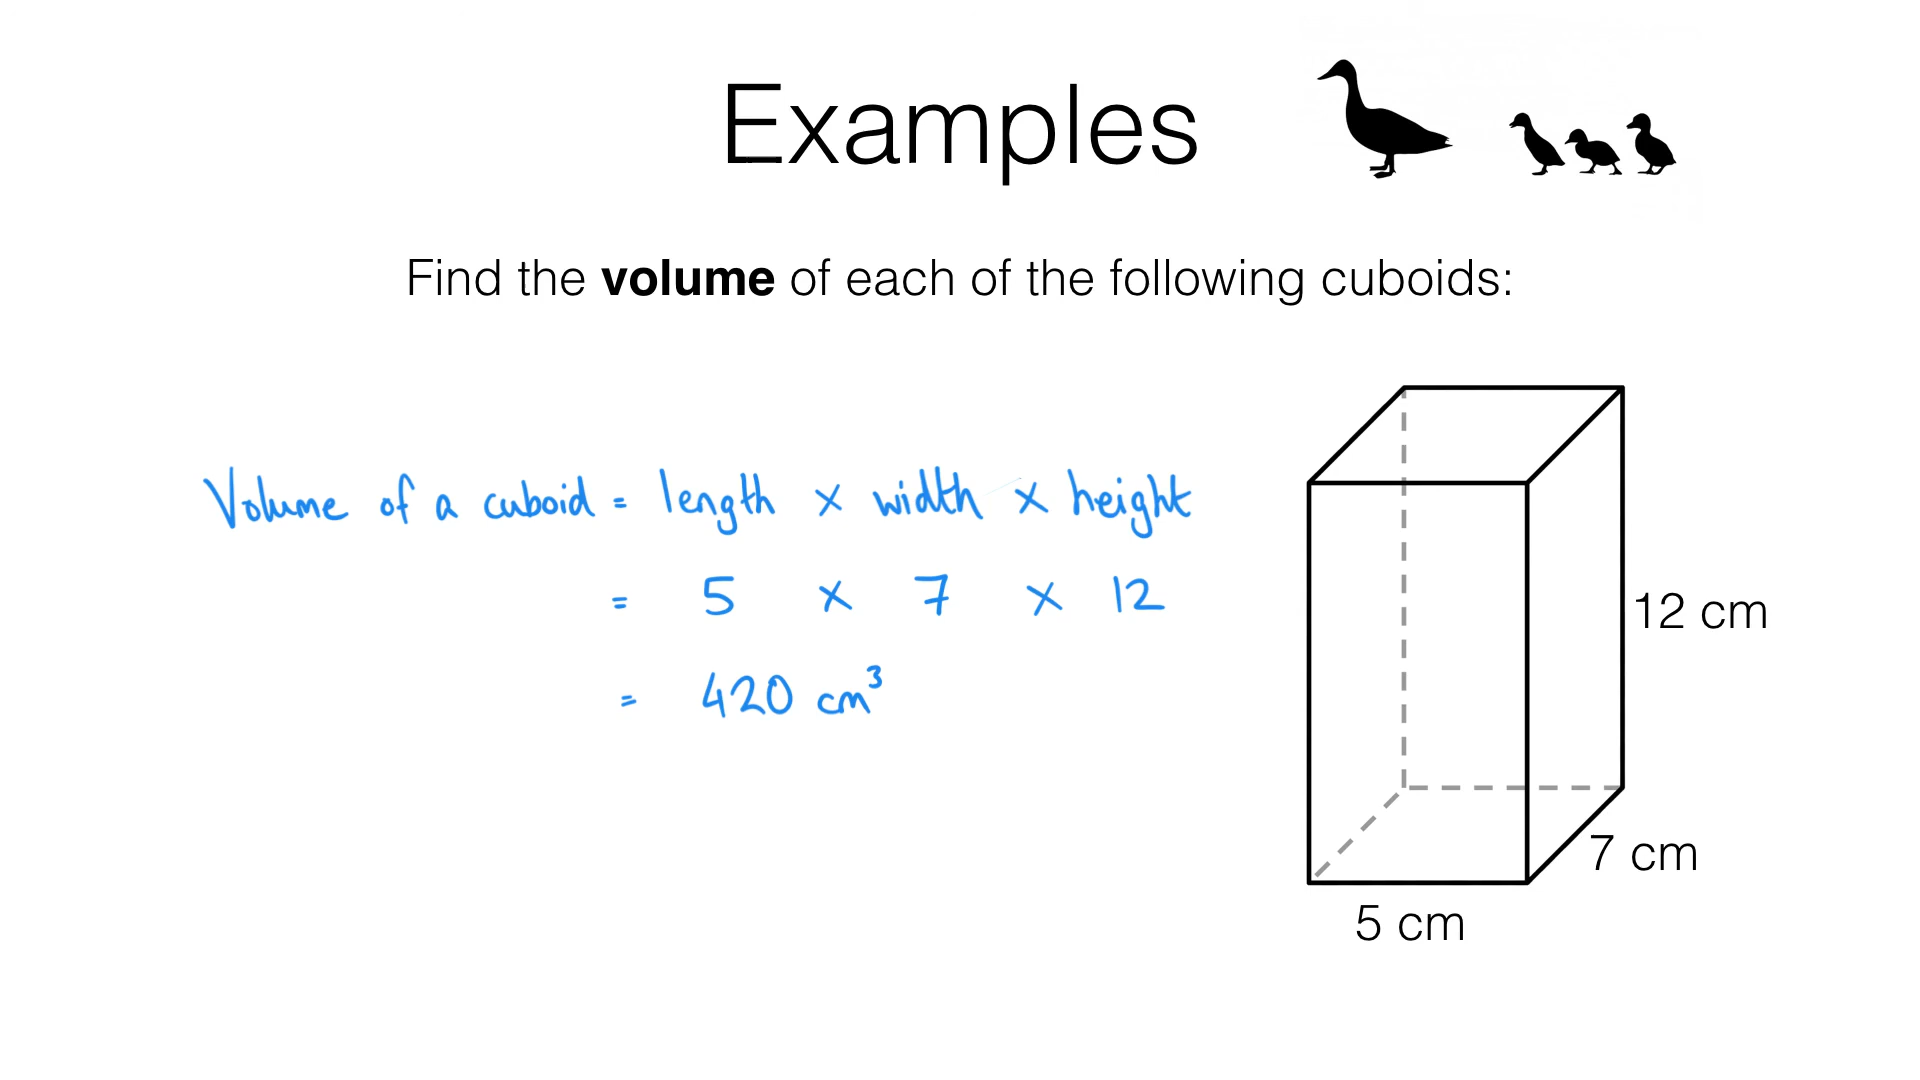 Examples
Find the volume of each of the following cuboids:
Volume of a cuboid = length × width × height
= 5 × 7 × 12
= 420 cm³
12 cm
7 cm
5 cm